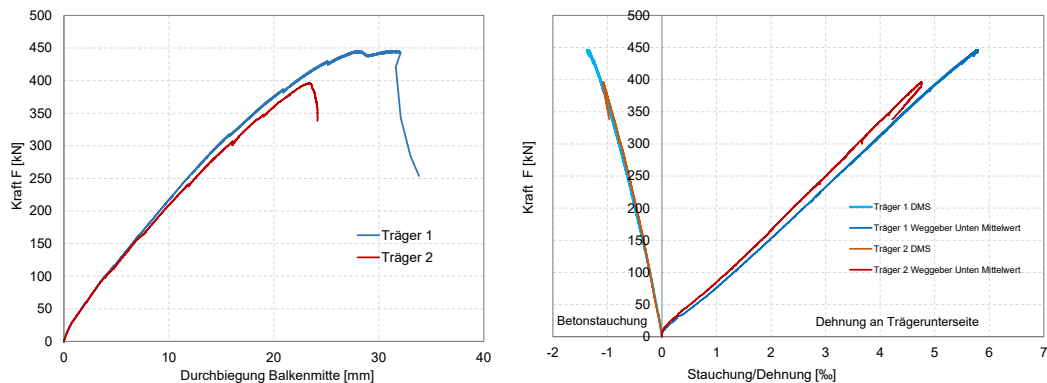 500
450
400
350
300
250
200
150
100
50
0
Kraft F [kN]
0 10 20 30 40
Durchbiegung Balkenmitte [mm]
Träger 1
Träger 2
500
450
400
350
300
250
200
150
100
50
0
Kraft F [kN]
Träger 1 DMS
Träger 1 Weggeber Unten Mittelwert
Träger 2 DMS
Träger 2 Weggeber Unten Mittelwert
Betonstauchung
Dehnung an Trägerunterseite
-2 -1 0 1 2 3 4 5 6 7
Stauchung/Dehnung [‰]